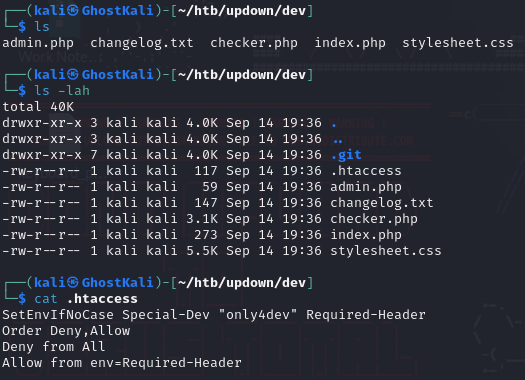 ┌──(kali㉿GhostKali)-[~/htb/updown/dev]
└─$ ls
admin.php  changelog.txt  checker.php  index.php  stylesheet.css
┌──(kali㉿GhostKali)-[~/htb/updown/dev]
└─$ ls -lah
total 40K
drwxr-xr-x 3 kali kali 4.0K Sep 14 19:36 .
drwxr-xr-x 3 kali kali 4.0K Sep 14 19:36 ..
drwxr-xr-x 7 kali kali 4.0K Sep 14 19:36 .git
-rw-r--r-- 1 kali kali  117 Sep 14 19:36 .htaccess
-rw-r--r-- 1 kali kali   59 Sep 14 19:36 admin.php
-rw-r--r-- 1 kali kali  147 Sep 14 19:36 changelog.txt
-rw-r--r-- 1 kali kali 3.1K Sep 14 19:36 checker.php
-rw-r--r-- 1 kali kali  273 Sep 14 19:36 index.php
-rw-r--r-- 1 kali kali 5.5K Sep 14 19:36 stylesheet.css
┌──(kali㉿GhostKali)-[~/htb/updown/dev]
└─$ cat .htaccess
SetEnvIfNoCase Special-Dev "only4dev" Required-Header
Order Deny,Allow
Deny from All
Allow from env=Required-Header